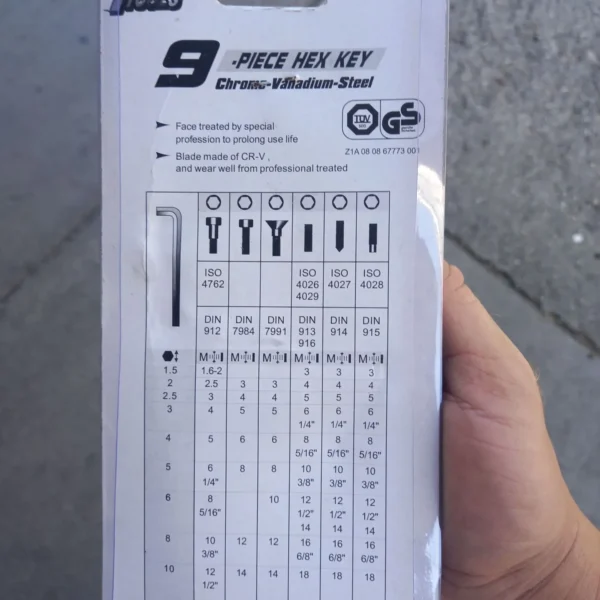 9 -PIECE HEX KEY
Chrome-Vanadium-Steel
Face treated by special
profession to prolong use life
Blade made of CR-V ,
and wear well from professional treated
TÜV
GS
Z1A 08 08 67773 001
ISO 4762 ISO 4026 4029 ISO 4027 ISO 4028
DIN 912 DIN 7984 DIN 7991 DIN 913 916 DIN 914 DIN 915
M M M M M M
1.5 1.6-2 3 3 3
2 2.5 3 3 4 4 4
2.5 3 4 4 5 5 5
3 4 5 5 6 6 6
1/4" 1/4" 1/4"
4 5 6 6 8 8 8
5/16" 5/16" 5/16"
5 6 8 8 10 10 10
1/4" 3/8" 3/8" 3/8"
6 8 10 12 12 12
5/16" 1/2" 1/2" 1/2"
14 14 14
8 10 12 12 16 16 16
3/8" 6/8" 6/8" 6/8"
10 12 14 14 18 18 18
1/2"